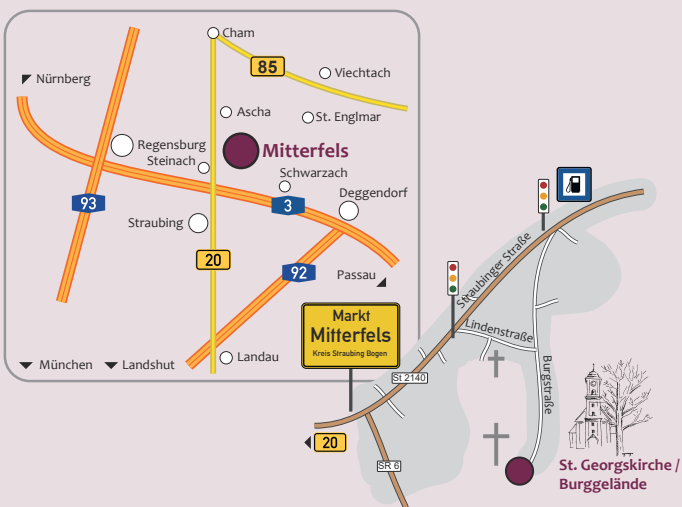 Cham
85
Viechtach
Nürnberg
Ascha
St. Englmar
Regensburg
Mitterfels
Steinach
Schwarzach
93
3
Deggendorf
Straubing
20
92
Passau
München
Landshut
Landau
Markt
Mitterfels
Kreis Straubing Bogen
Straubinger Straße
Lindenstraße
Burgstraße
St 2140
20
SR 6
St. Georgskirche /
Burggelände